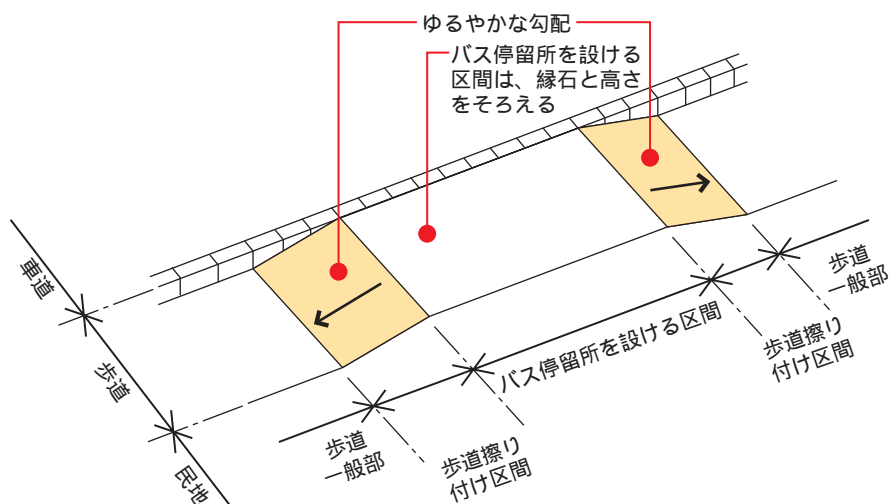 ゆるやかな勾配
バス停留所を設ける
区間は、縁石と高さ
をそろえる
車道
歩道
民地
歩道
一般部
歩道擦り
付け区間
バス停留所を設ける区間
歩道擦り
付け区間
歩道
一般部